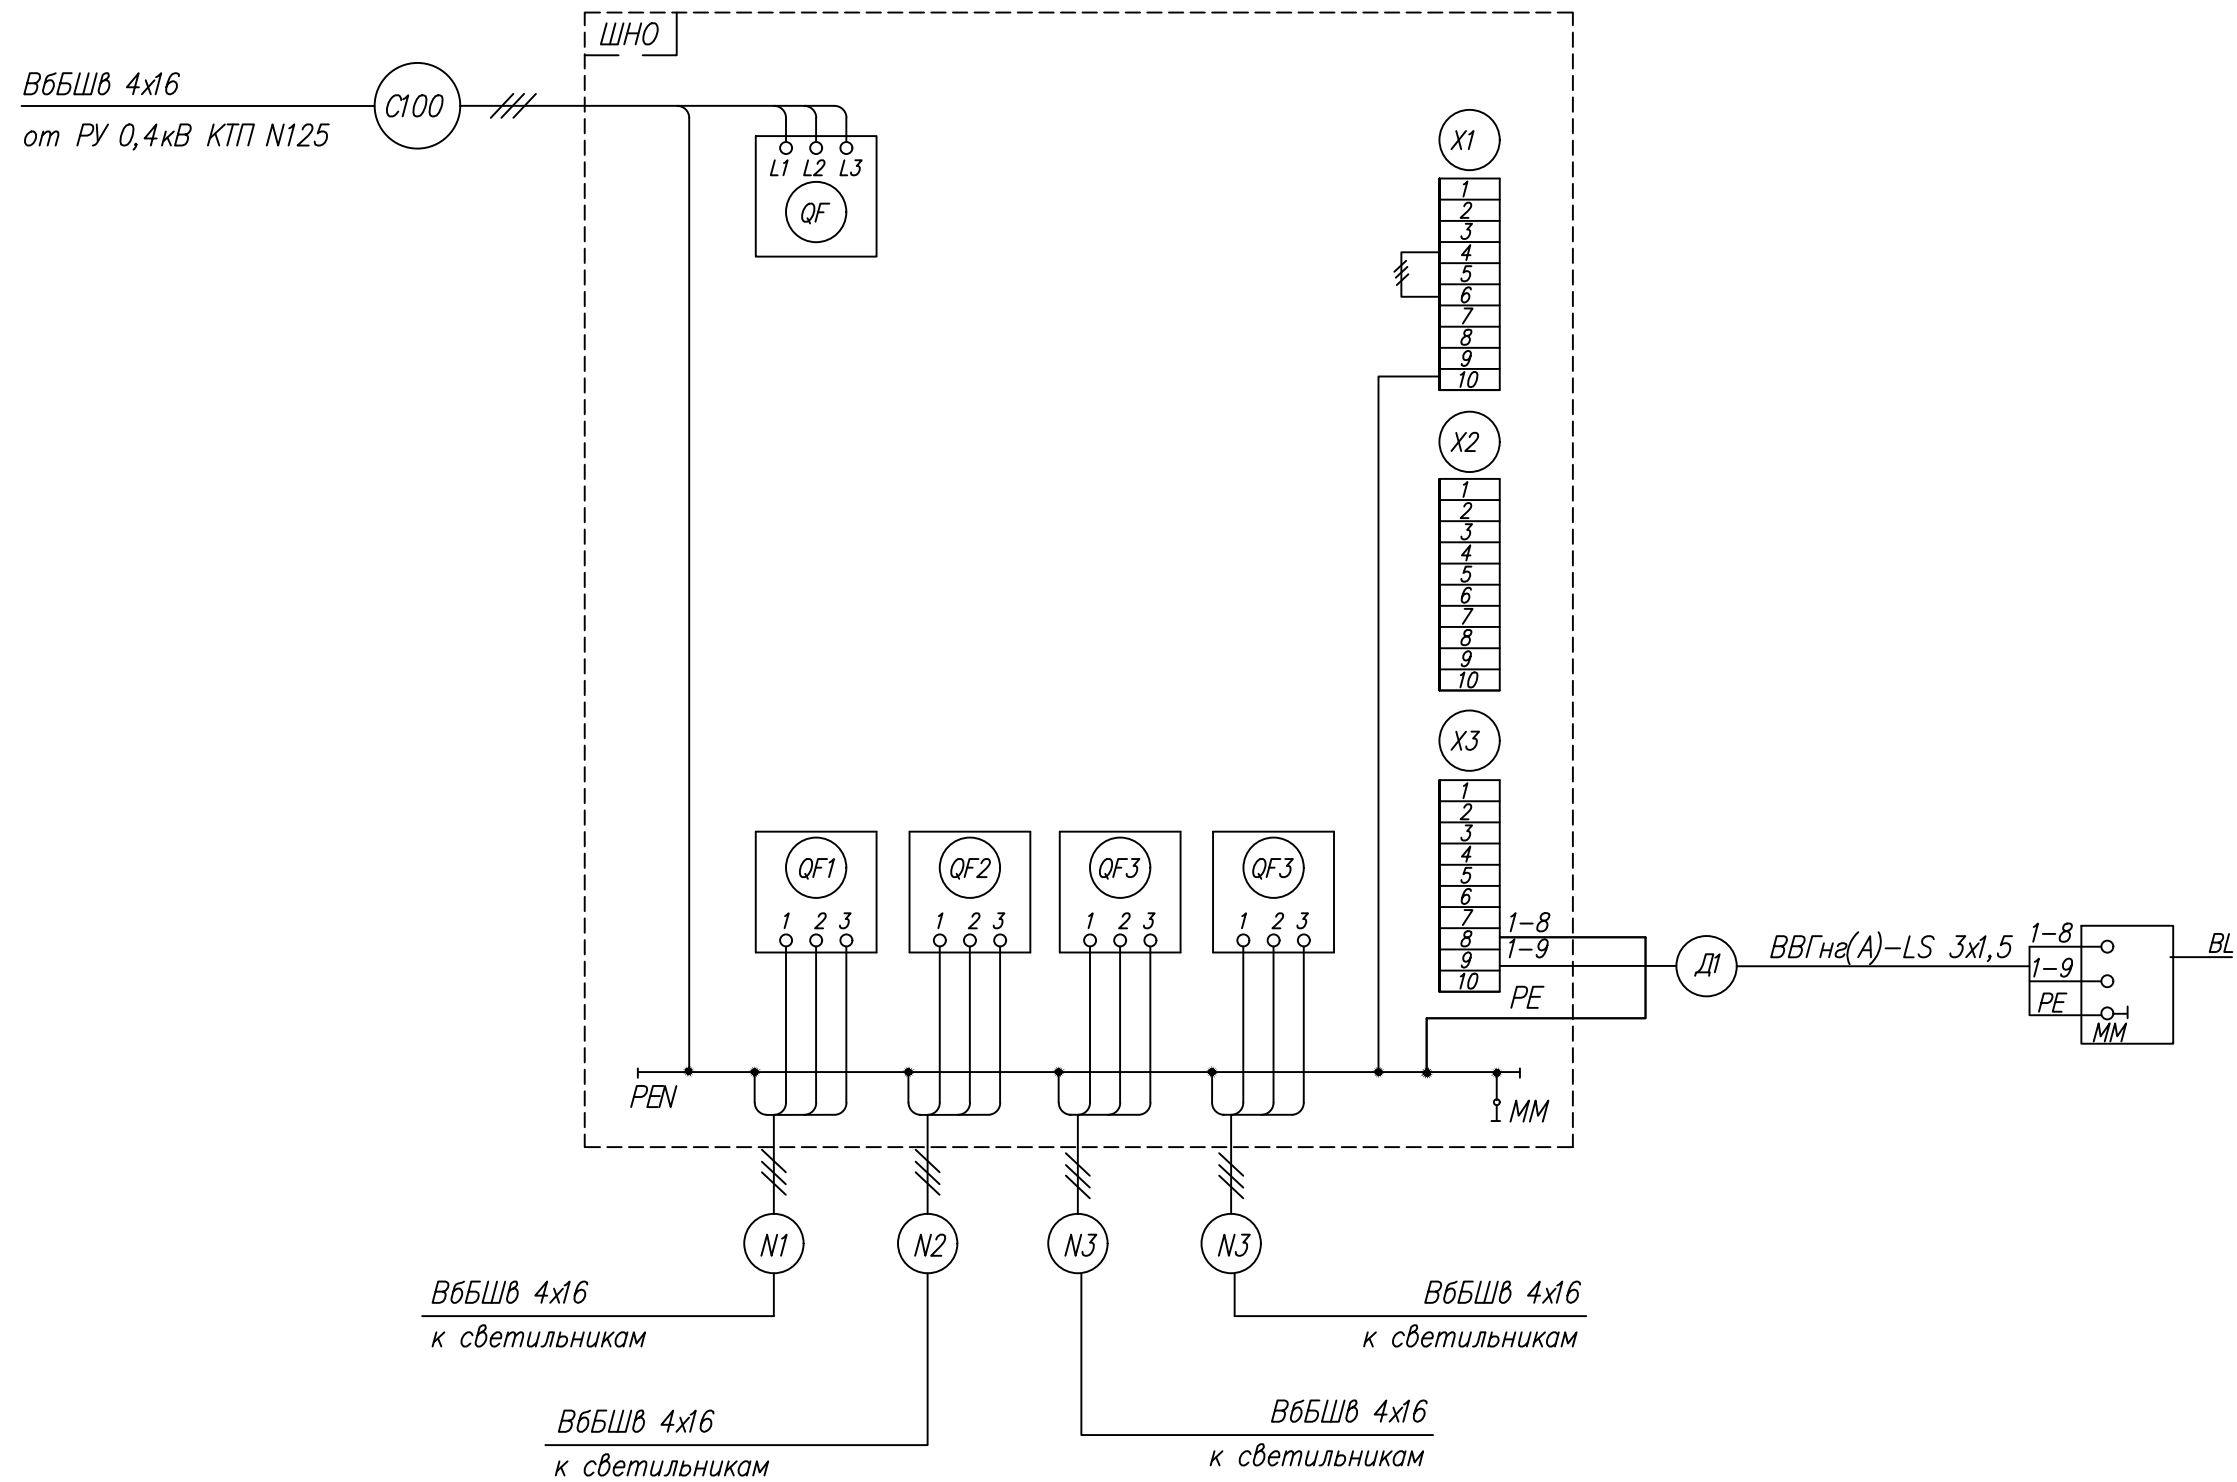 ШНО
ВбБШв 4х16
С100
от РУ 0,4кВ КТП N125
L1 L2 L3
QF
X1
1
2
3
4
5
6
7
8
9
10
X2
1
2
3
4
5
6
7
8
9
10
X3
1
2
3
4
5
6
7
8
9
10
QF1
1 2 3
QF2
1 2 3
QF3
1 2 3
QF3
1 2 3
1-8
1-9
PE
Д1
ВВГнг(А)-LS 3х1,5
1-8
1-9
PE
ММ
BL
PEN
ММ
N1
N2
N3
N3
ВбБШв 4х16
к светильникам
ВбБШв 4х16
к светильникам
ВбБШв 4х16
к светильникам
ВбБШв 4х16
к светильникам